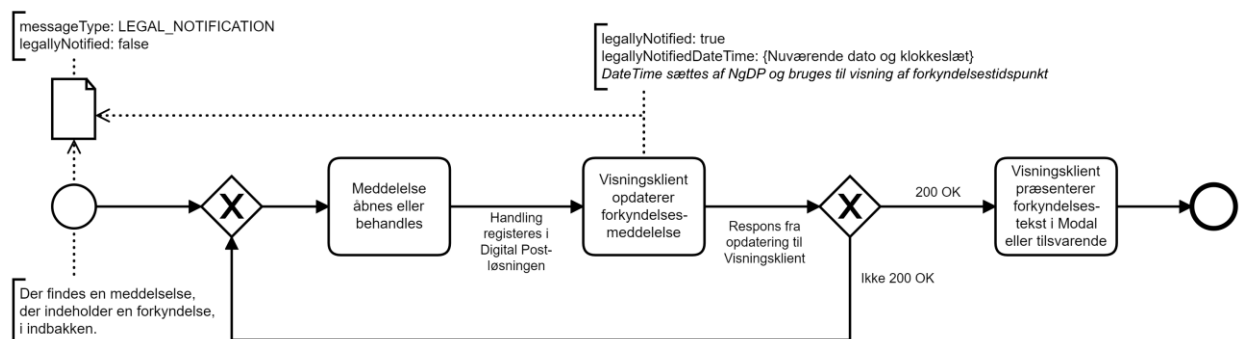 messageType: LEGAL_NOTIFICATION
legallyNotified: false
legallyNotified: true
legallyNotifiedDateTime: {Nuværende dato og klokkeslæt}
DateTime sættes af NgDP og bruges til visning af forkyndelsestidspunkt
X
Meddelelse
åbnes eller
behandles
Handling
registeres i
Digital Post-
løsningen
Visningsklient
opdaterer
forkyndelses-
meddelelse
Respons fra
opdatering til
Visningsklient
X
200 OK
Ikke 200 OK
Visningsklient
præsenterer
forkyndelses-
tekst i Modal
eller tilsvarende
Der findes en meddelselse,
der indeholder en forkyndelse,
i indbakken.